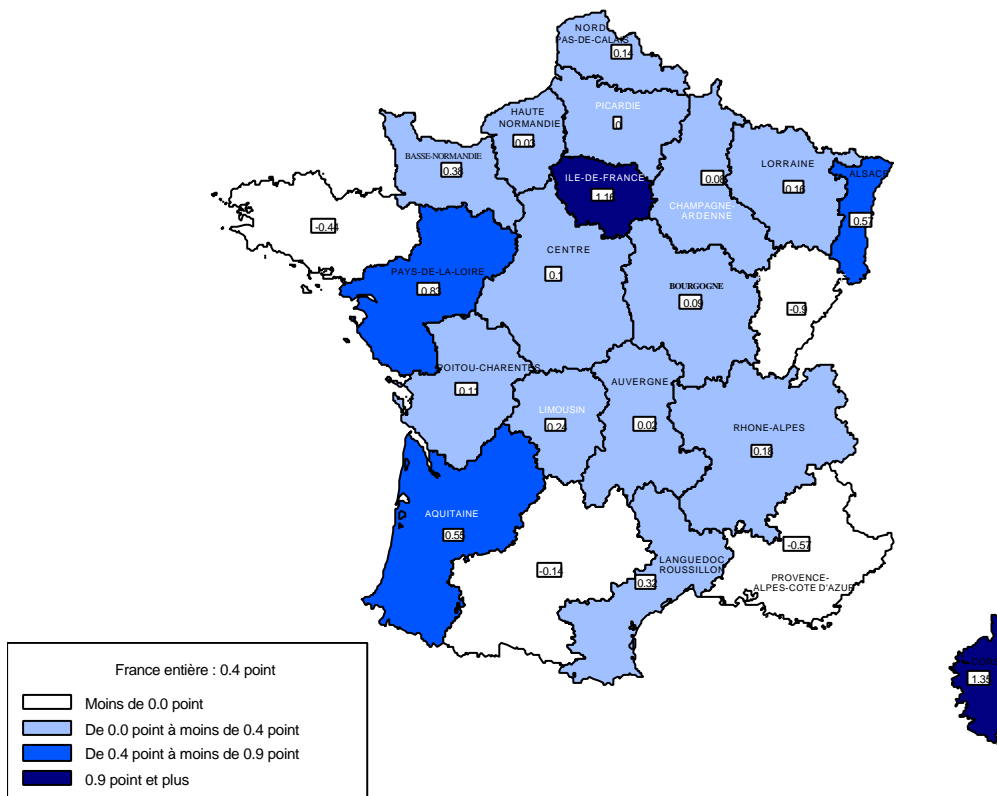 NORD
PAS-DE-CALAIS
0.14
HAUTE
NORMANDIE
0.03
PICARDIE
0
BASSE-NORMANDIE
0.38
ILE-DE-FRANCE
1.16
0.08
CHAMPAGNE-
ARDENNE
LORRAINE
0.16
ALSACE
0.57
-0.44
PAYS-DE-LA-LOIRE
0.83
CENTRE
0.1
BOURGOGNE
0.09
-0.9
POITOU-CHARENTES
0.11
LIMOUSIN
0.24
AUVERGNE
0.02
RHONE-ALPES
0.18
AQUITAINE
-0.14
LANGUEDOC
ROUSSILLON
0.32
-0.57
PROVENCE-
ALPES-COTE D'AZUR
1.35
France entière : 0.4 point
Moins de 0.0 point
De 0.0 point à moins de 0.4 point
De 0.4 point à moins de 0.9 point
0.9 point et plus